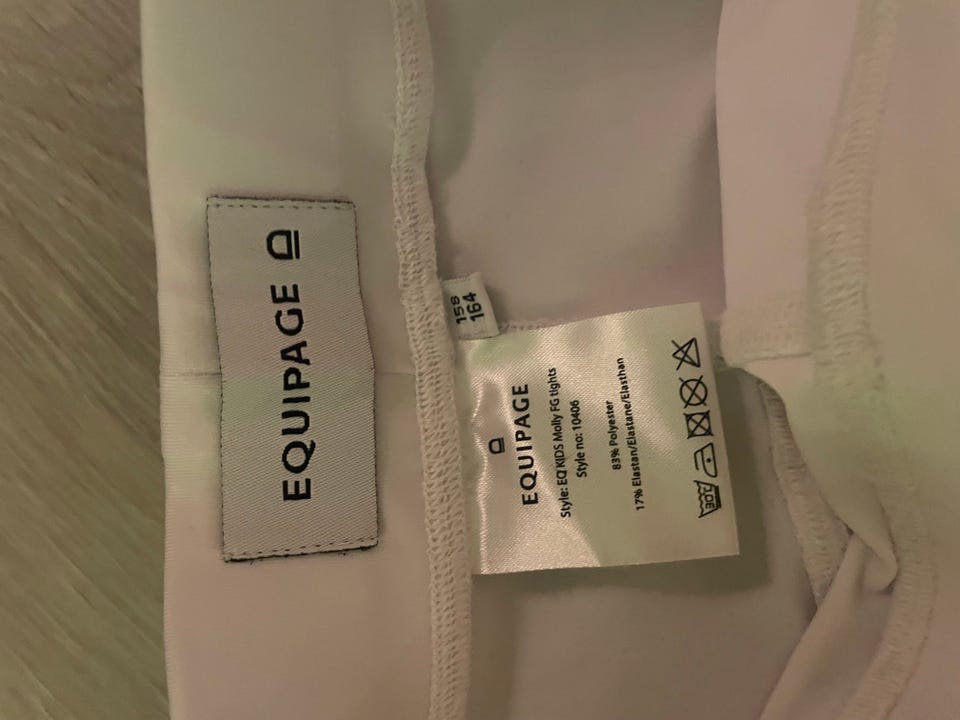 EQUIPAGE
158
164
EQUIPAGE
Style: EQ KIDS Molly FG tights
Style no: 10406
83% Polyester
17% Elastan/Elastane/Elasthan
30C